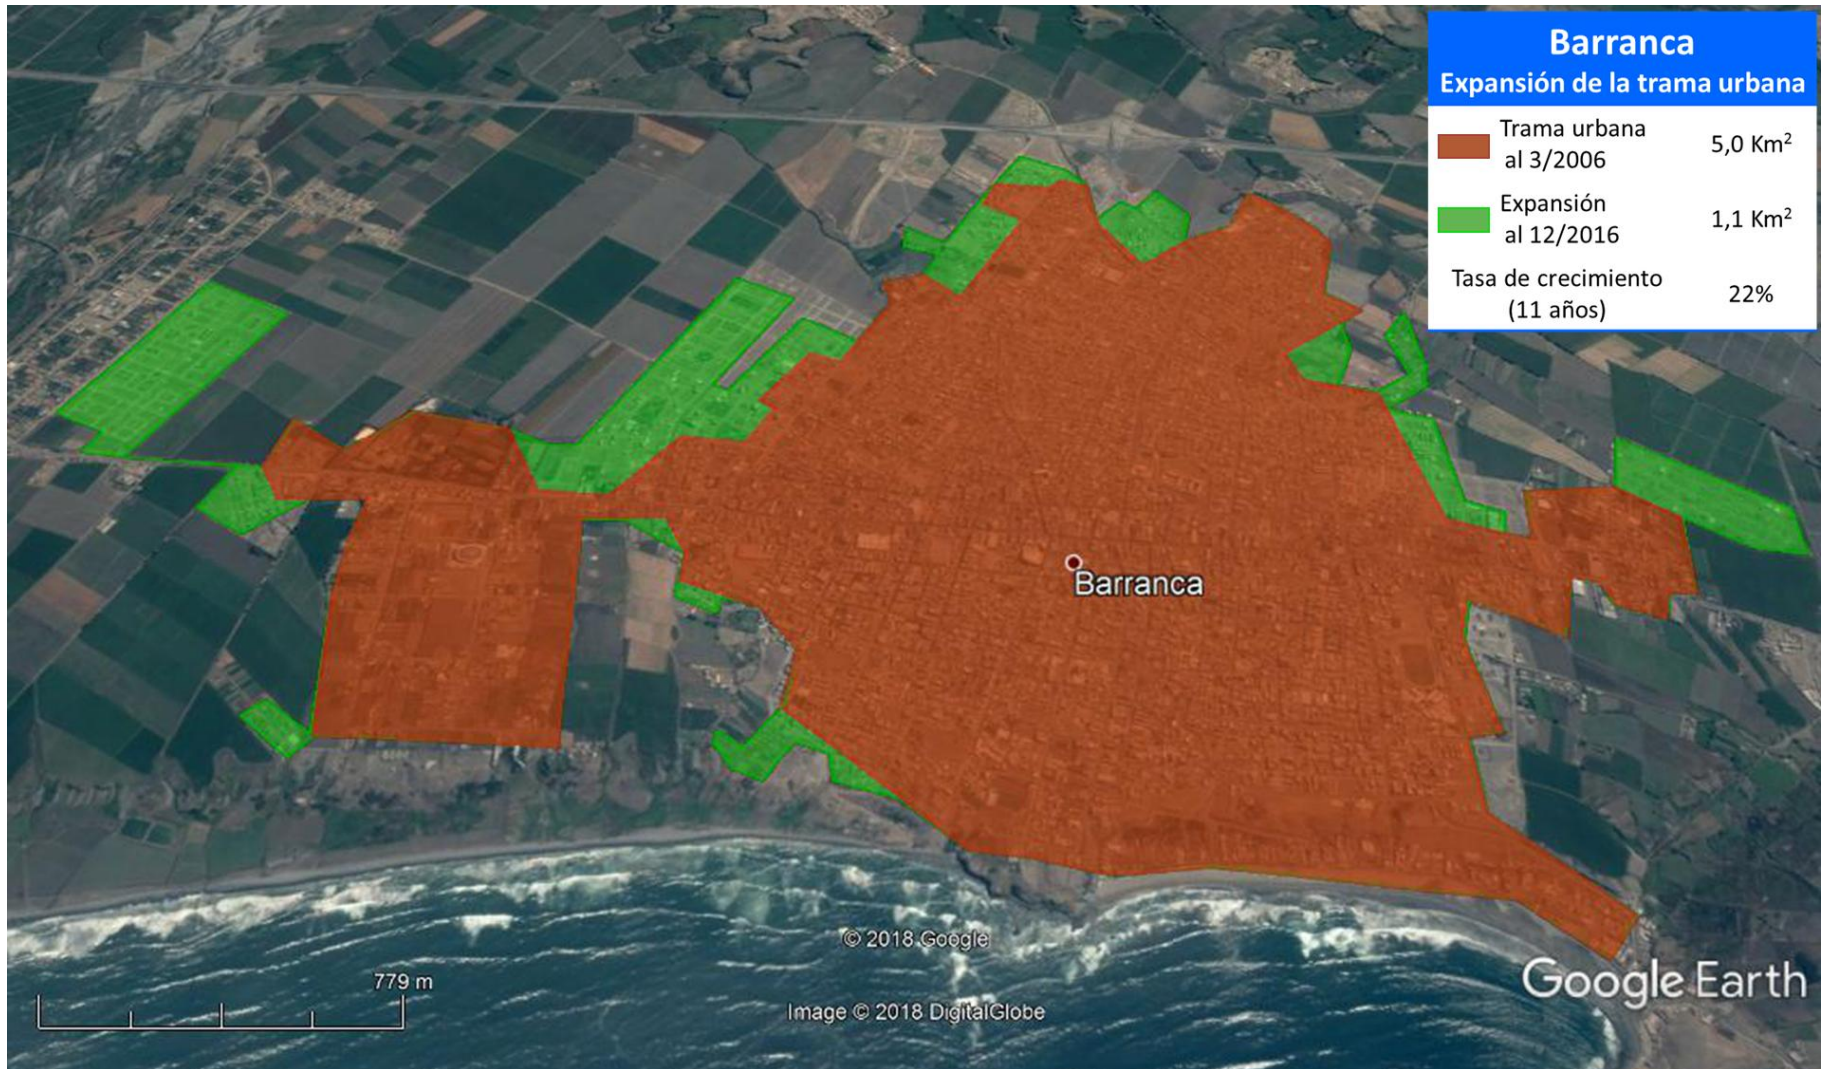 Barranca
Expansión de la trama urbana
Trama urbana
al 3/2006
5,0 Km²
Expansión
al 12/2016
1,1 Km²
Tasa de crecimiento
(11 años)
22%
Barranca
© 2018 Google
779 m
Image © 2018 DigitalGlobe
Google Earth